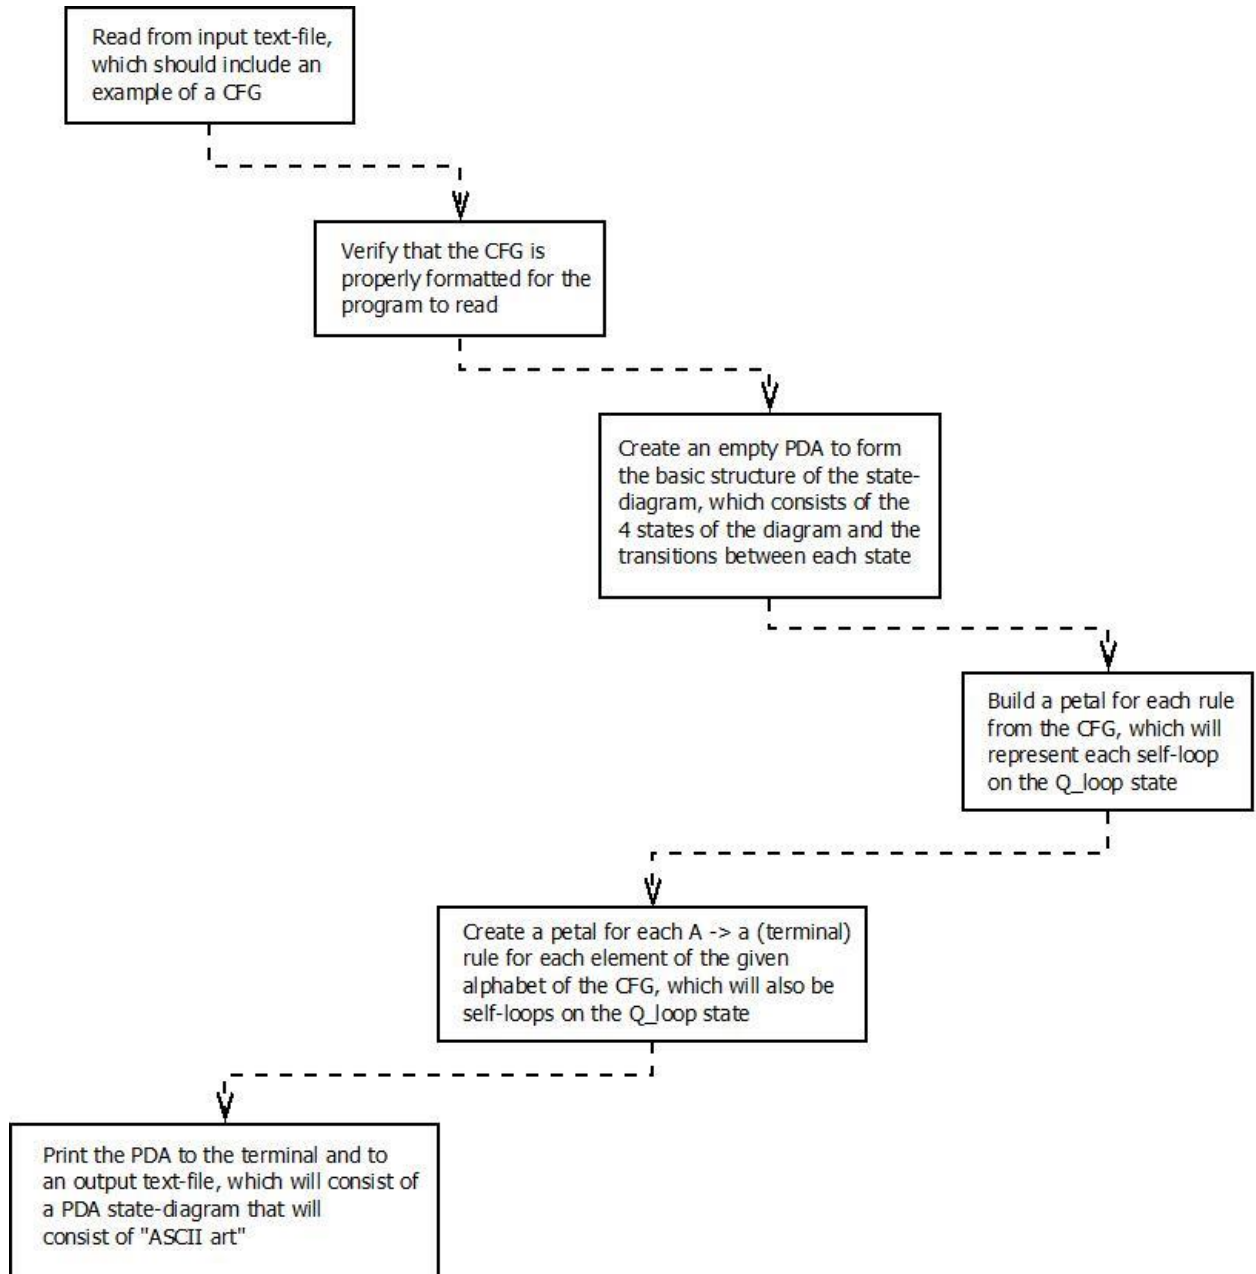 Read from input text-file,
which should include an
example of a CFG
Verify that the CFG is
properly formatted for the
program to read
Create an empty PDA to form
the basic structure of the state-
diagram, which consists of the
4 states of the diagram and the
transitions between each state
Build a petal for each rule
from the CFG, which will
represent each self-loop
on the Q_loop state
Create a petal for each A -> a (terminal)
rule for each element of the given
alphabet of the CFG, which will also be
self-loops on the Q_loop state
Print the PDA to the terminal and to
an output text-file, which will consist of
a PDA state-diagram that will
consist of "ASCII art"